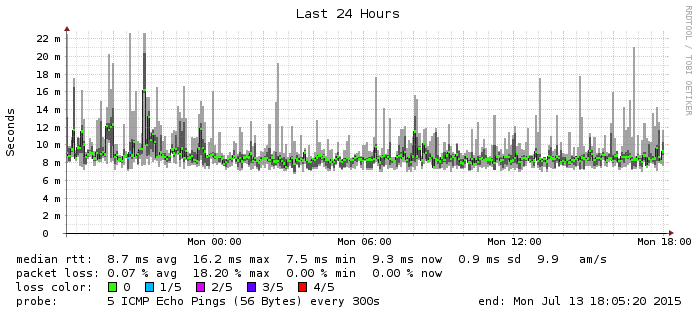 Last 24 Hours
RRDTOOL / TOBI OETIKER
Seconds
22 m
20 m
18 m
16 m
14 m
12 m
10 m
8 m
6 m
4 m
2 m
0
Mon 00:00 Mon 06:00 Mon 12:00 Mon 18:00
median rtt: 8.7 ms avg 16.2 ms max 7.5 ms min 9.3 ms now 0.9 ms sd 9.9 am/s
packet loss: 0.07 % avg 18.20 % max 0.00 % min 0.00 % now
loss color: 0 1/5 2/5 3/5 4/5
probe: 5 ICMP Echo Pings (56 Bytes) every 300s end: Mon Jul 13 18:05:20 2015